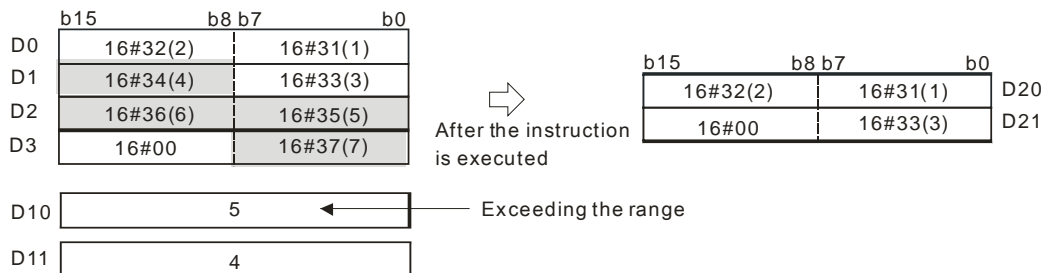 b15 b8 b7 b0
D0 16#32(2) 16#31(1)
D1 16#34(4) 16#33(3)
D2 16#36(6) 16#35(5)
D3 16#00 16#37(7)
After the instruction
is executed
b15 b8 b7 b0
16#32(2) 16#31(1) D20
16#00 16#33(3) D21
D10 5 Exceeding the range
D11 4